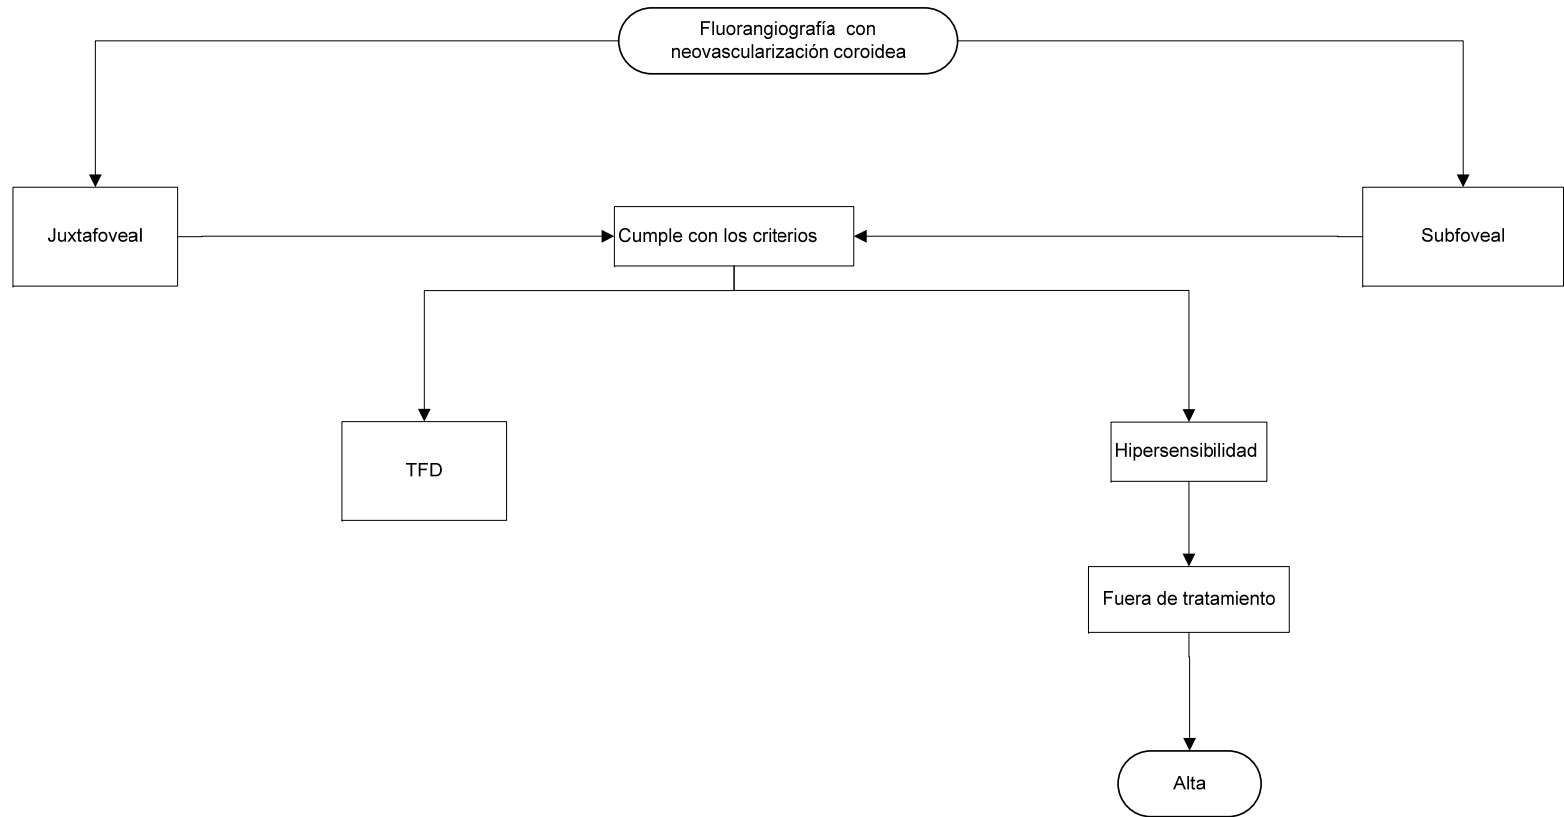 Fluorangiografía con
neovascularización coroidea
Juxtafoveal
Cumple con los criterios
Subfoveal
TFD
Hipersensibilidad
Fuera de tratamiento
Alta